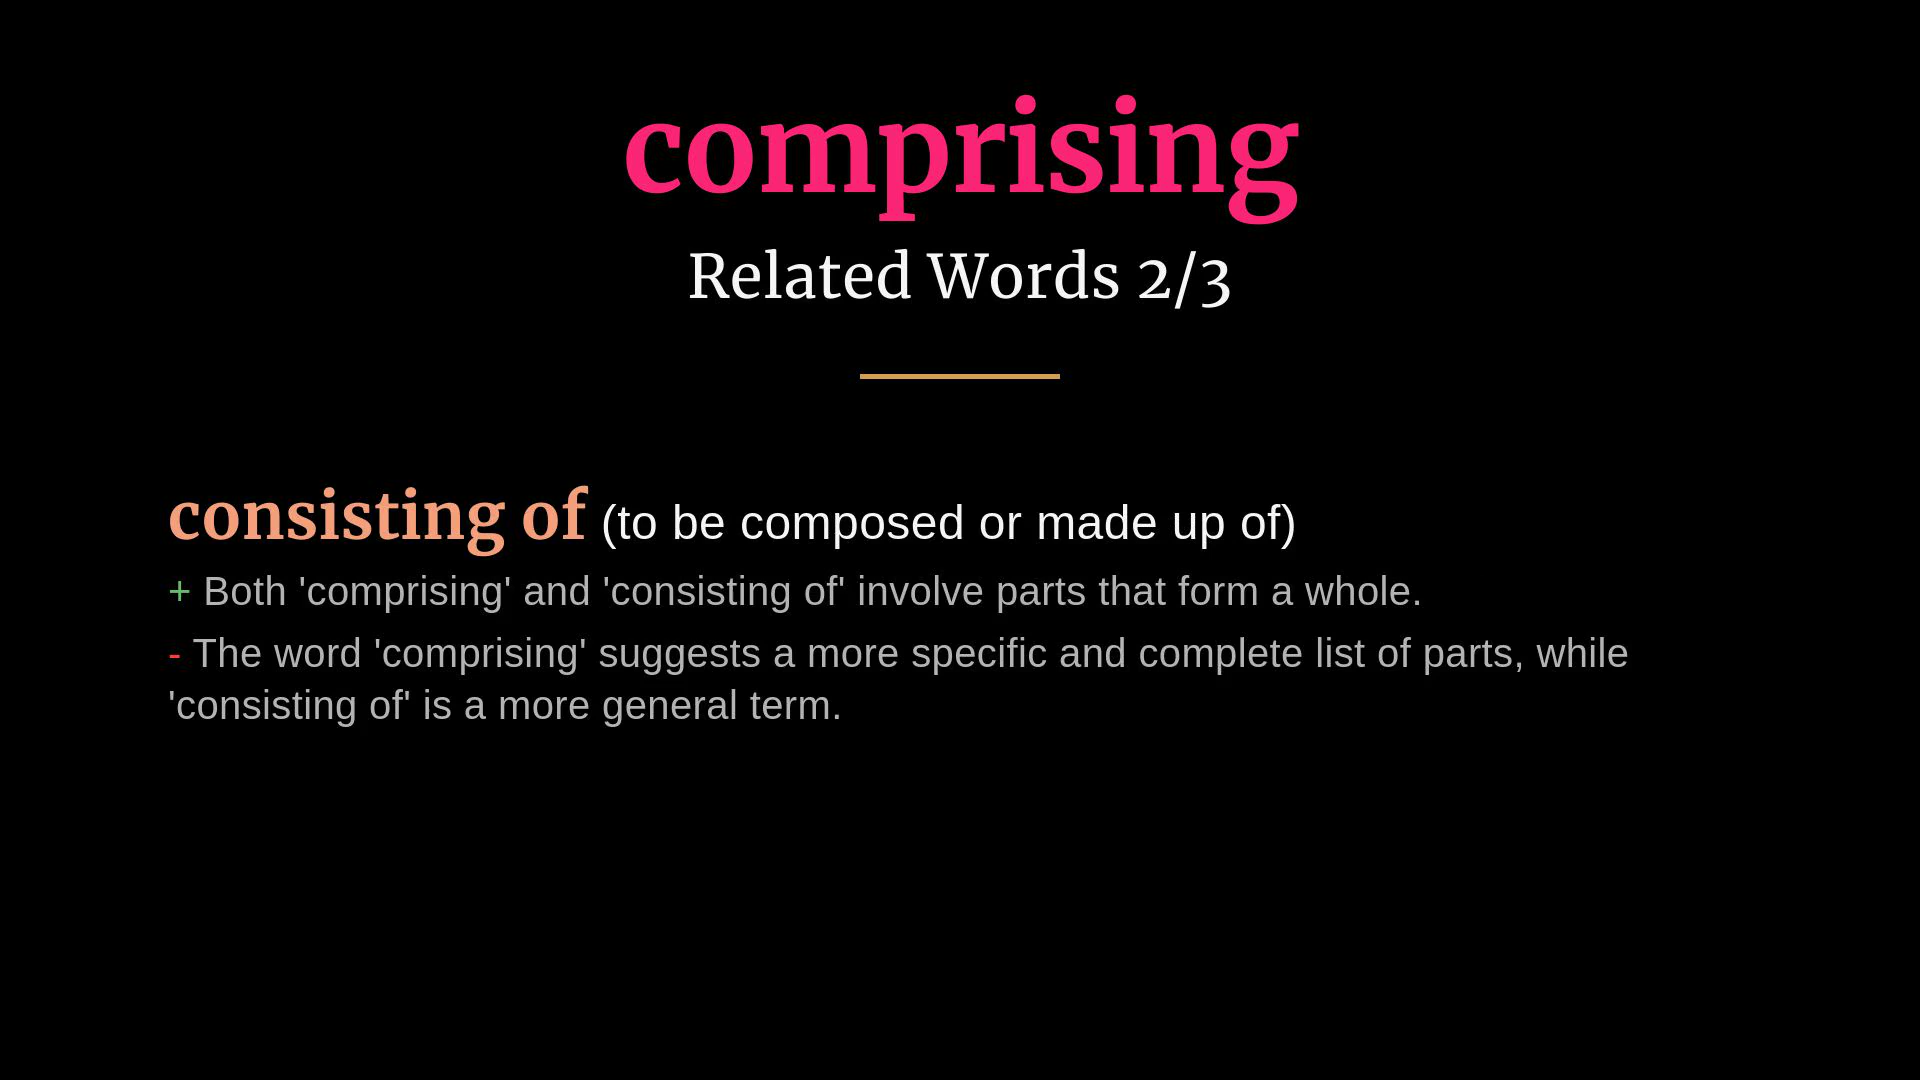 comprising
Related Words 2/3
consisting of (to be composed or made up of)
+ Both 'comprising' and 'consisting of' involve parts that form a whole.
- The word 'comprising' suggests a more specific and complete list of parts, while
'consisting of' is a more general term.